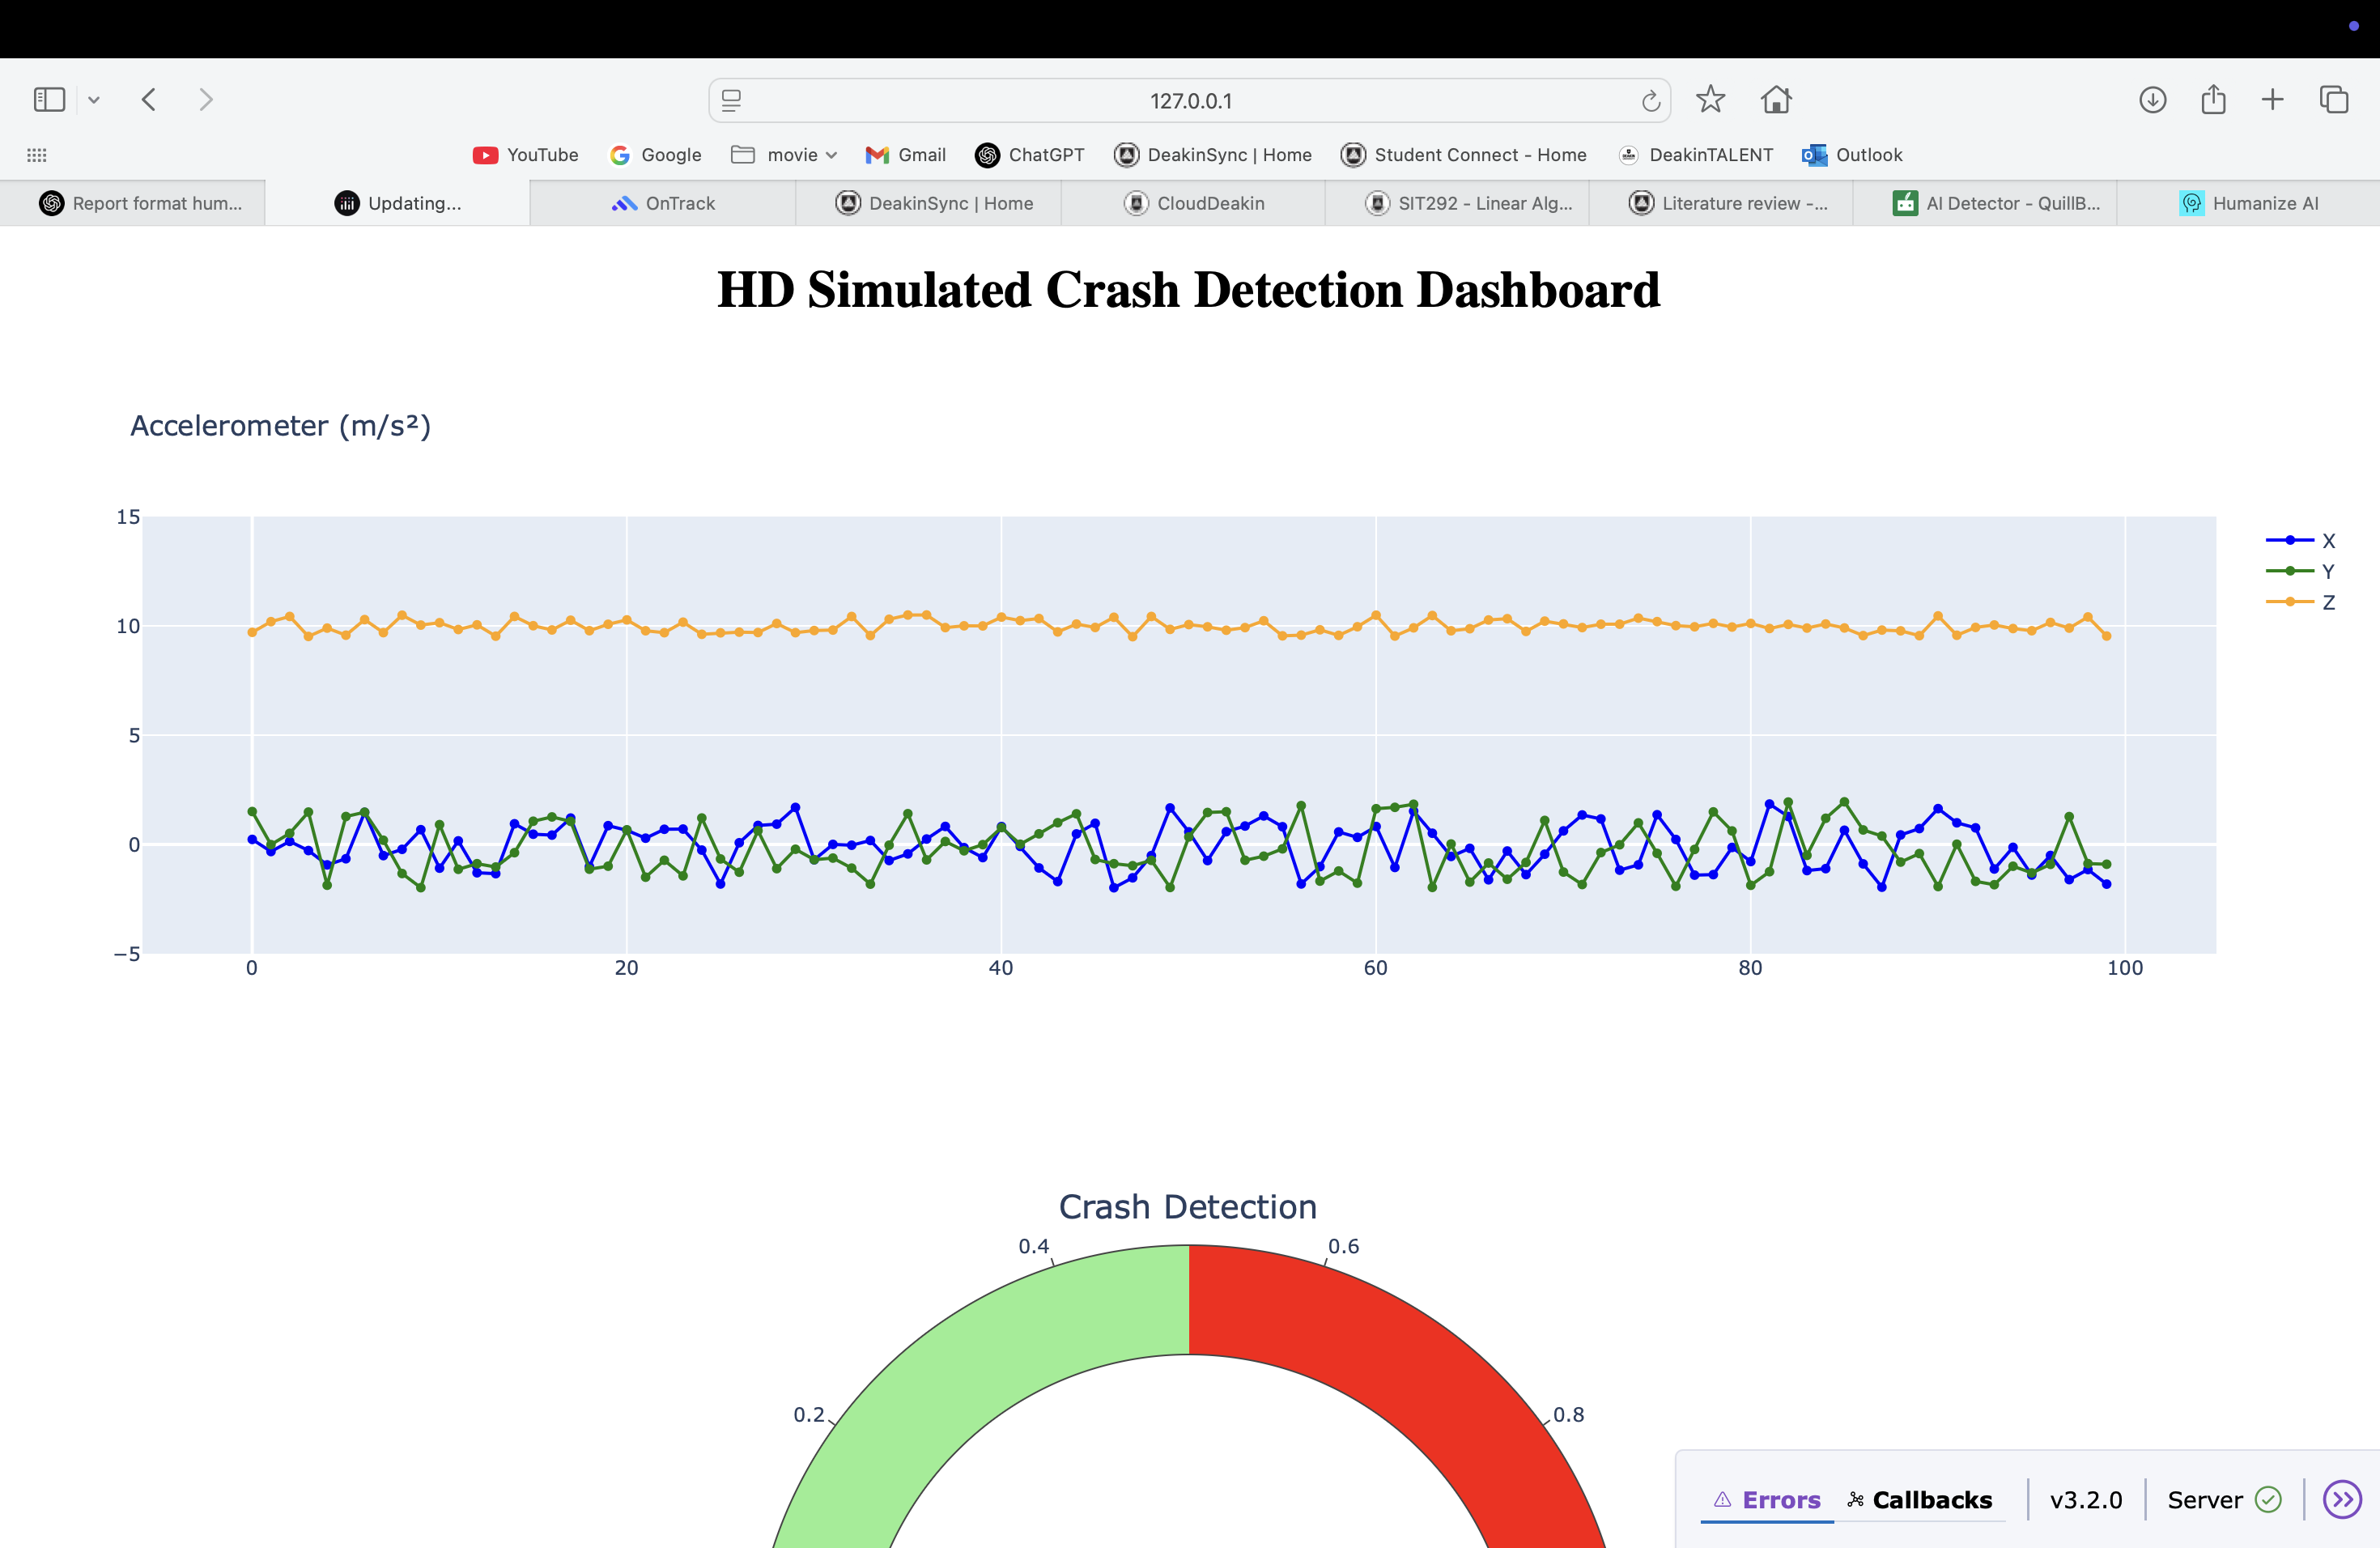 127.0.0.1
YouTube Google movie Gmail ChatGPT DeakinSync | Home Student Connect - Home DeakinTALENT Outlook
Report format hum... Updating... OnTrack DeakinSync | Home CloudDeakin SIT292 - Linear Alg... Literature review -... AI Detector - QuillB... Humanize AI
HD Simulated Crash Detection Dashboard
Accelerometer (m/s²)
15
10
5
0
−5
0 20 40 60 80 100
X
Y
Z
Crash Detection
0.4 0.6
0.2 0.8
Errors Callbacks v3.2.0 Server